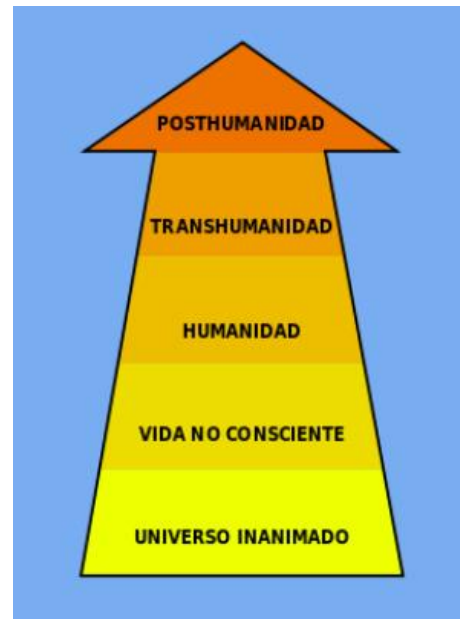 POSTHUMANIDAD
TRANSHUMANIDAD
HUMANIDAD
VIDA NO CONSCIENTE
UNIVERSO INANIMADO